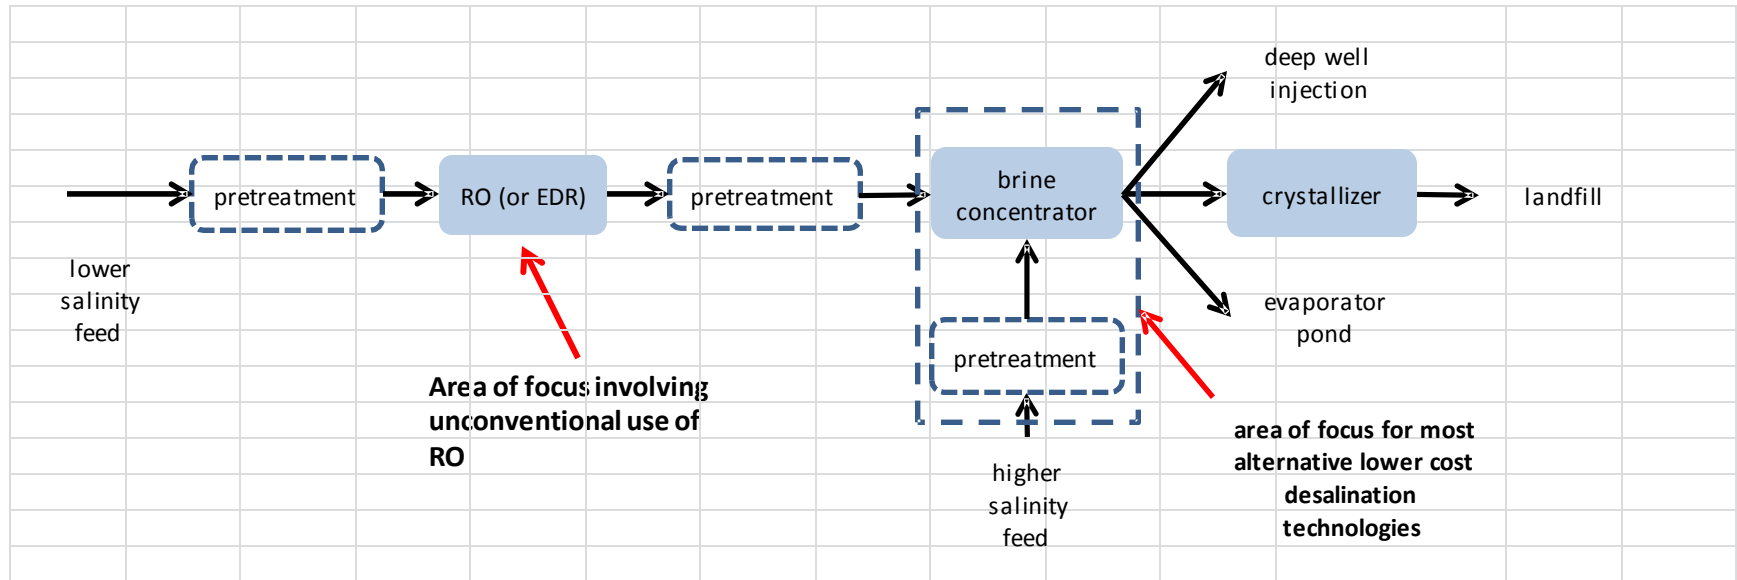 deep well
injection
pretreatment
RO (or EDR)
pretreatment
brine
concentrator
crystallizer
landfill
lower
salinity
feed
evaporator
pond
pretreatment
Area of focus involving
unconventional use of
RO
higher
salinity
feed
area of focus for most
alternative lower cost
desalination
technologies